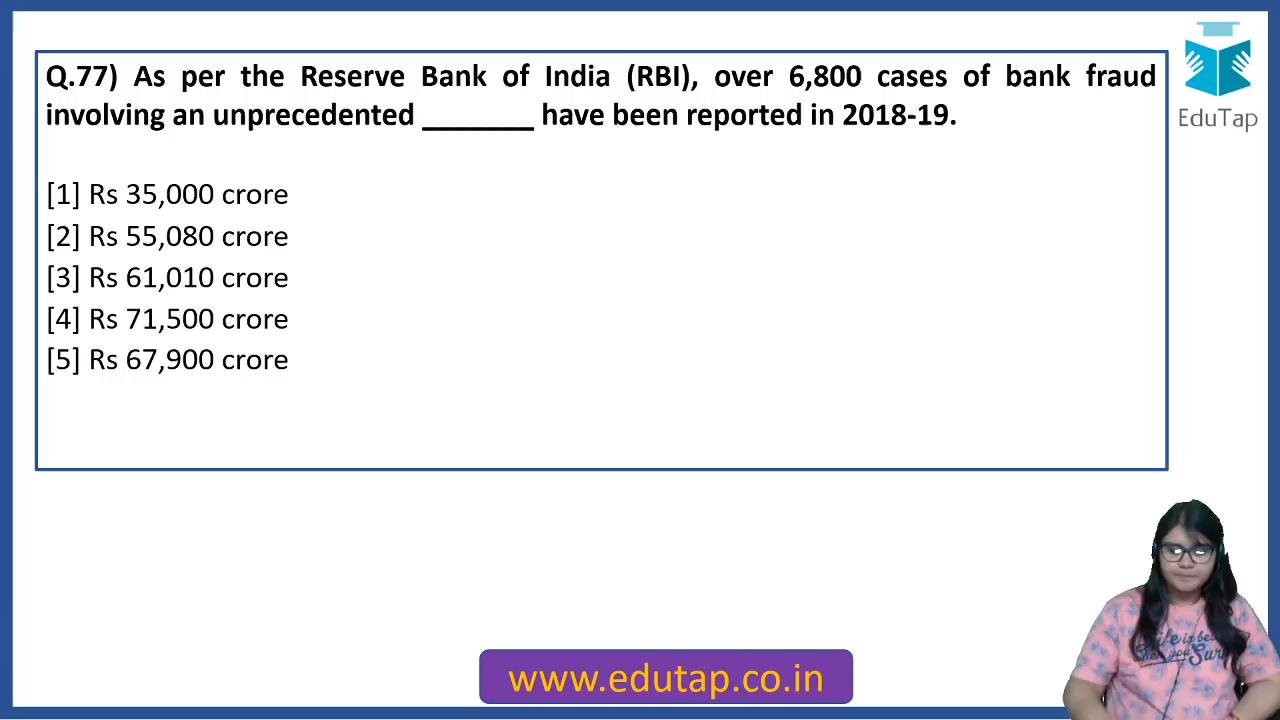 Q.77) As per the Reserve Bank of India (RBI), over 6,800 cases of bank fraud
involving an unprecedented _______ have been reported in 2018-19.
[1] Rs 35,000 crore
[2] Rs 55,080 crore
[3] Rs 61,010 crore
[4] Rs 71,500 crore
[5] Rs 67,900 crore
EduTap
www.edutap.co.in